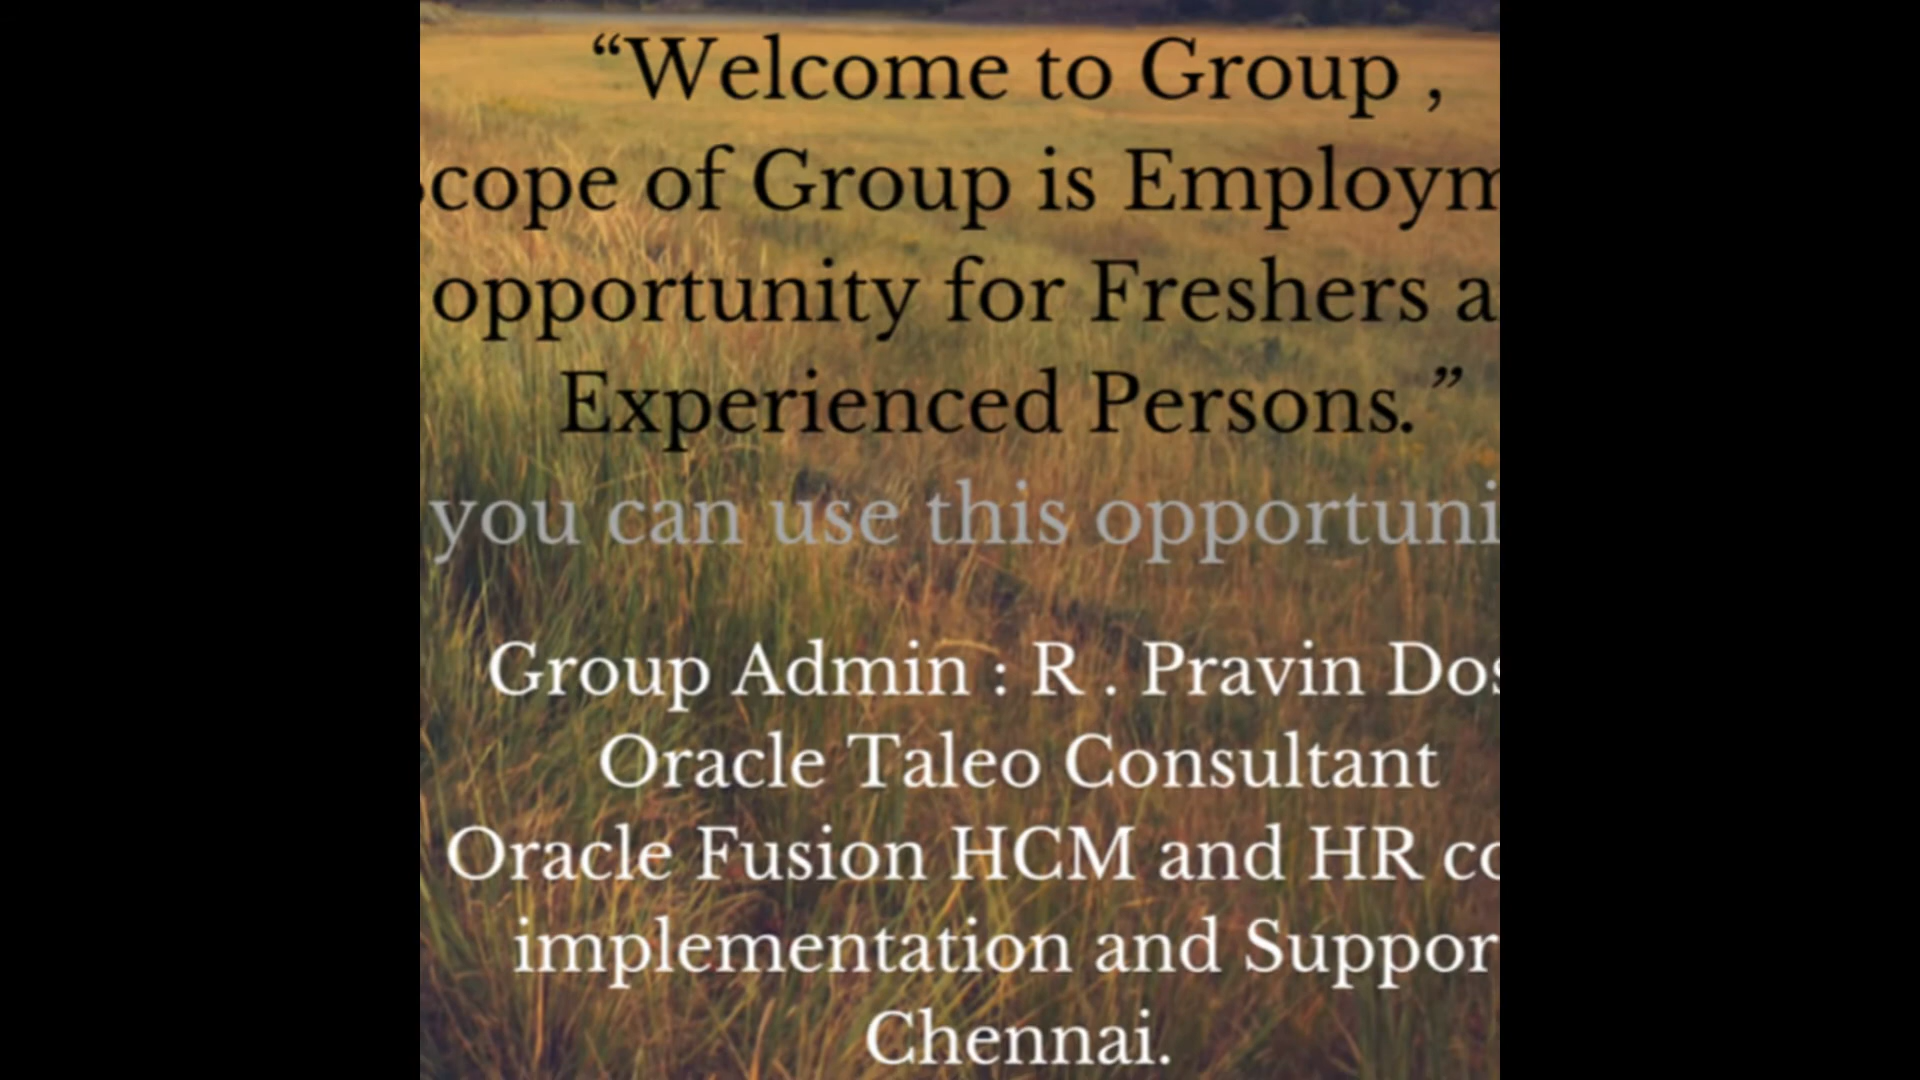 “Welcome to Group ,
cope of Group is Employm
opportunity for Freshers a
Experienced Persons.”
you can use this opportuni
Group Admin : R . Pravin Dos
Oracle Taleo Consultant
Oracle Fusion HCM and HR co
implementation and Suppor
Chennai.